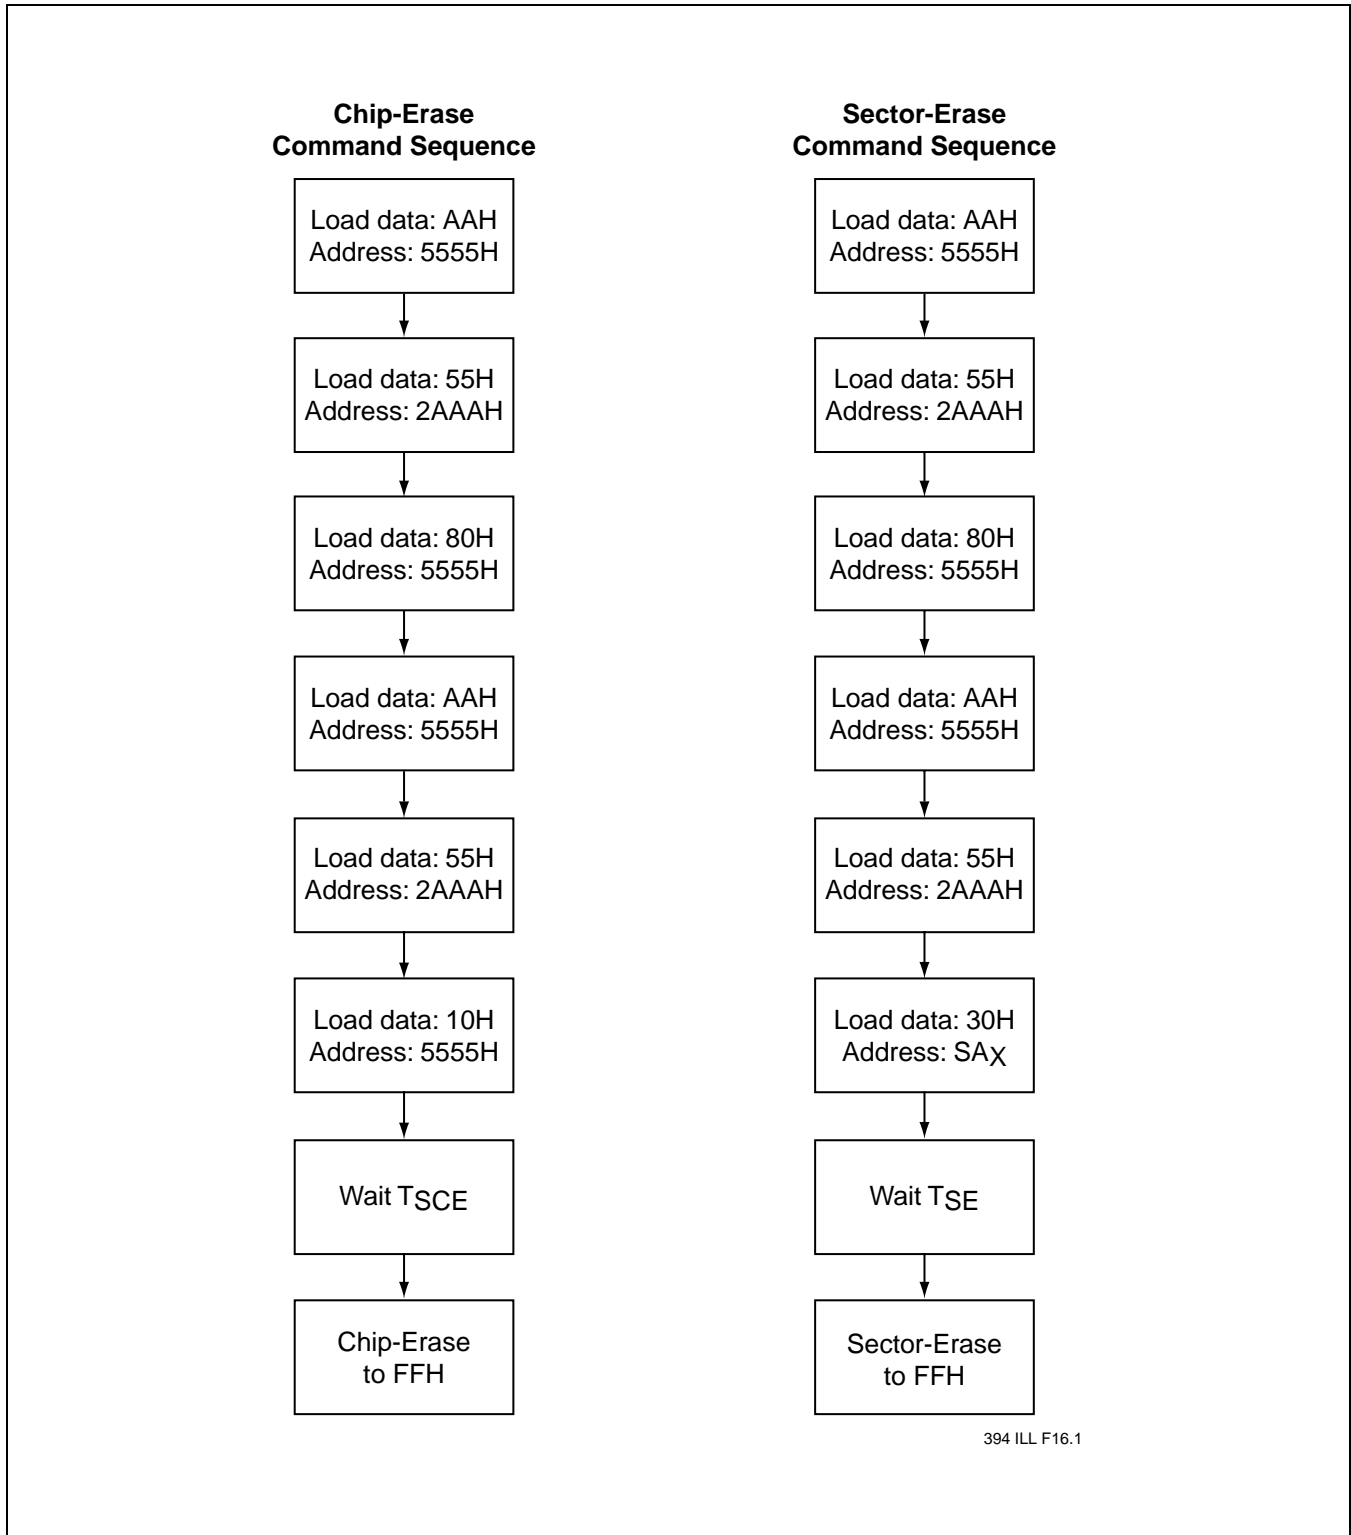 Chip-Erase
Command Sequence
Load data: AAH
Address: 5555H
Load data: 55H
Address: 2AAAH
Load data: 80H
Address: 5555H
Load data: AAH
Address: 5555H
Load data: 55H
Address: 2AAAH
Load data: 10H
Address: 5555H
Wait TSCE
Chip-Erase
to FFH
Sector-Erase
Command Sequence
Load data: AAH
Address: 5555H
Load data: 55H
Address: 2AAAH
Load data: 80H
Address: 5555H
Load data: AAH
Address: 5555H
Load data: 55H
Address: 2AAAH
Load data: 30H
Address: SAX
Wait TSE
Sector-Erase
to FFH
394 ILL F16.1